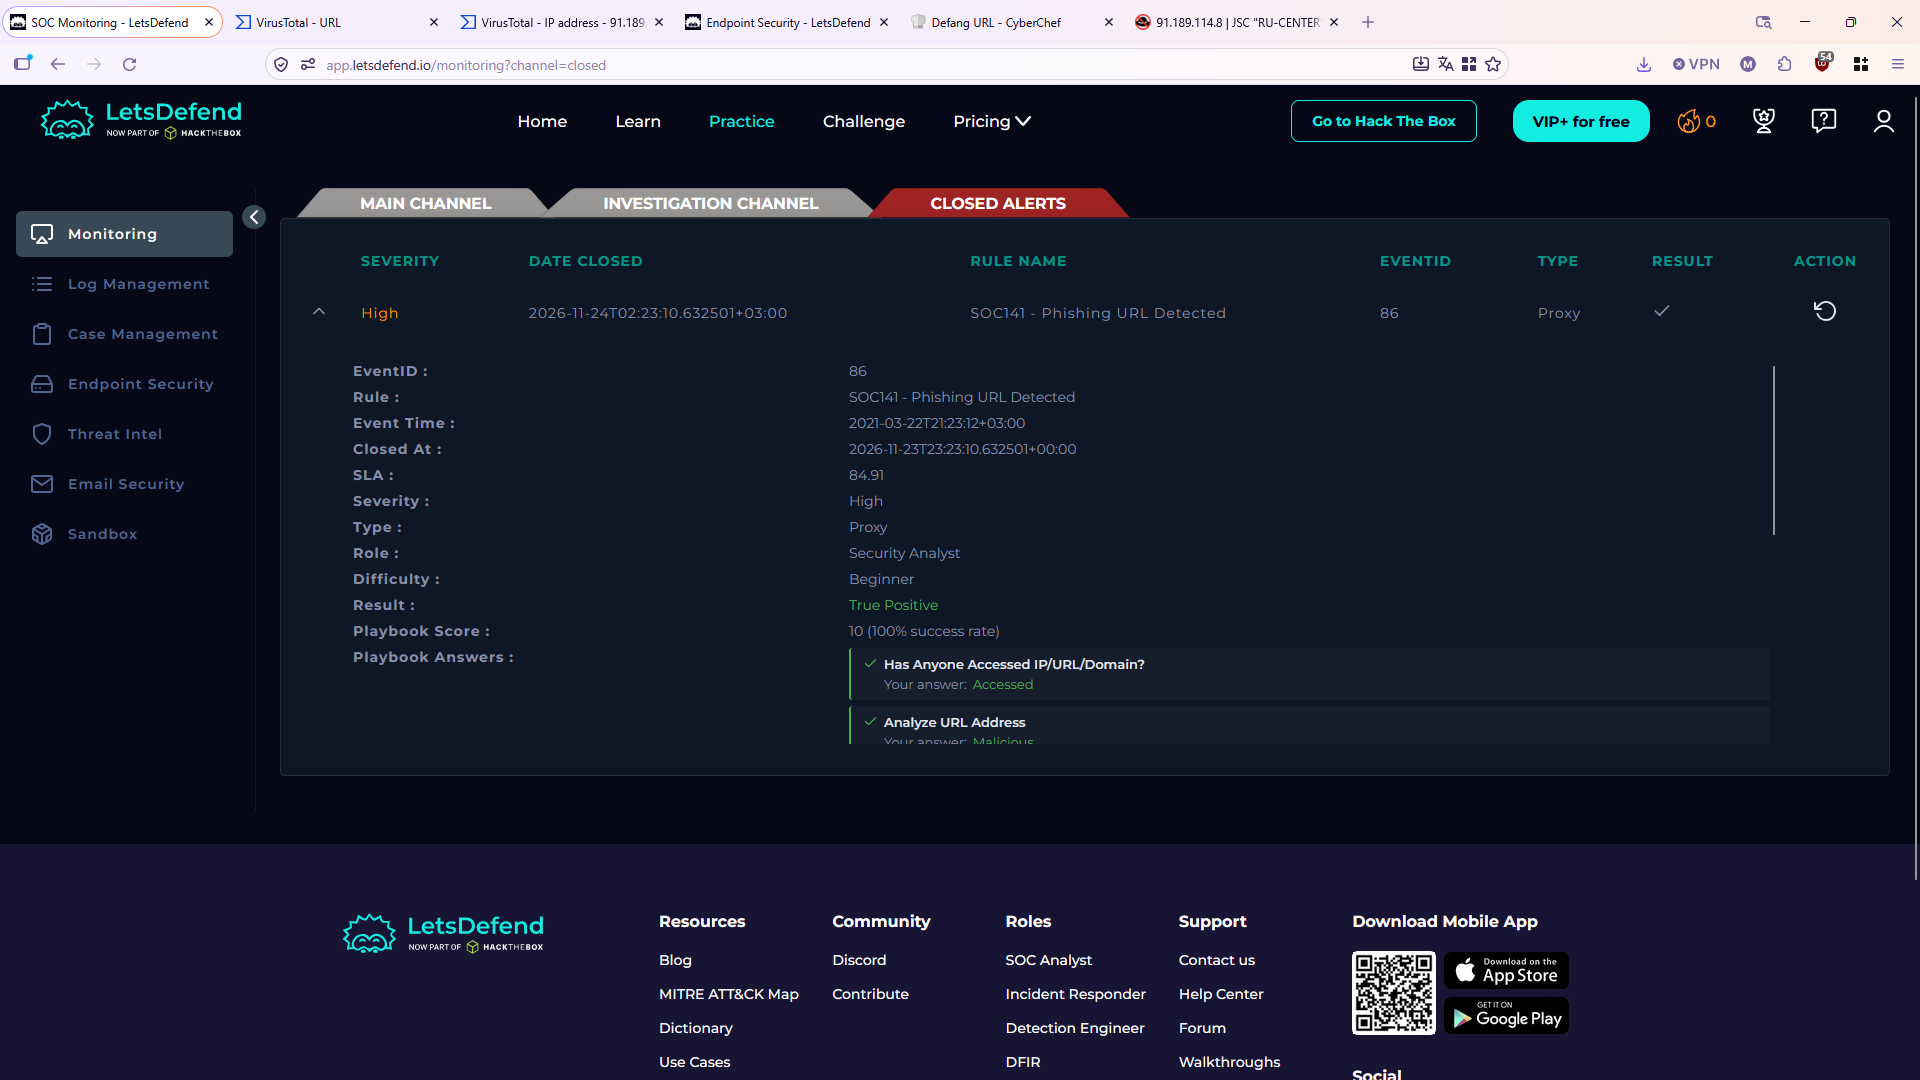 SOC Monitoring - LetsDefend
VirusTotal - URL
VirusTotal - IP address - 91.189.
Endpoint Security - LetsDefend
Defang URL - CyberChef
91.189.114.8 | JSC "RU-CENTER"
app.letsdefend.io/monitoring?channel=closed
VPN
M
54
LetsDefend
NOW PART OF HACKTHEBOX
Home
Learn
Practice
Challenge
Pricing
Go to Hack The Box
VIP+ for free
0
Monitoring
Log Management
Case Management
Endpoint Security
Threat Intel
Email Security
Sandbox
MAIN CHANNEL
INVESTIGATION CHANNEL
CLOSED ALERTS
SEVERITY
DATE CLOSED
RULE NAME
EVENTID
TYPE
RESULT
ACTION
High
2026-11-24T02:23:10.632501+03:00
SOC141 - Phishing URL Detected
86
Proxy
EventID : 86
Rule : SOC141 - Phishing URL Detected
Event Time : 2021-03-22T21:23:12+03:00
Closed At : 2026-11-23T23:23:10.632501+00:00
SLA : 84.91
Severity : High
Type : Proxy
Role : Security Analyst
Difficulty : Beginner
Result : True Positive
Playbook Score : 10 (100% success rate)
Playbook Answers :
Has Anyone Accessed IP/URL/Domain?
Your answer: Accessed
Analyze URL Address
Your answer: Malicious
LetsDefend
NOW PART OF HACKTHEBOX
Resources
Blog
MITRE ATT&CK Map
Dictionary
Use Cases
Community
Discord
Contribute
Roles
SOC Analyst
Incident Responder
Detection Engineer
DFIR
Support
Contact us
Help Center
Forum
Walkthroughs
Download Mobile App
Download on the
App Store
GET IT ON
Google Play
Social